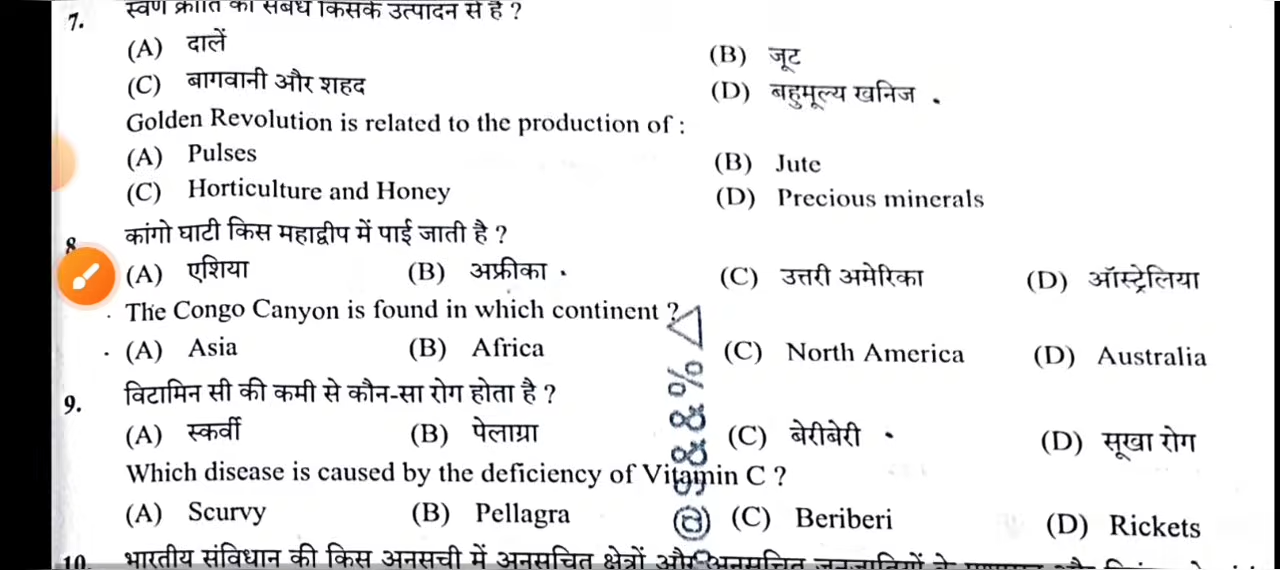 7. स्वर्ण क्रांति का संबंध किसके उत्पादन से है ?
(A) दालें (B) जूट
(C) बागवानी और शहद (D) बहुमूल्य खनिज
Golden Revolution is related to the production of :
(A) Pulses (B) Jute
(C) Horticulture and Honey (D) Precious minerals
8. कांगो घाटी किस महाद्वीप में पाई जाती है ?
(A) एशिया (B) अफ्रीका (C) उत्तरी अमेरिका (D) ऑस्ट्रेलिया
The Congo Canyon is found in which continent ?
(A) Asia (B) Africa (C) North America (D) Australia
9. विटामिन सी की कमी से कौन-सा रोग होता है ?
(A) स्कर्वी (B) पेलाग्रा (C) बेरीबेरी (D) सूखा रोग
Which disease is caused by the deficiency of Vitamin C ?
(A) Scurvy (B) Pellagra (C) Beriberi (D) Rickets
10. भारतीय संविधान की किस अनुसूची में अनुसूचित क्षेत्रों और अनुसूचित जनजातियों के